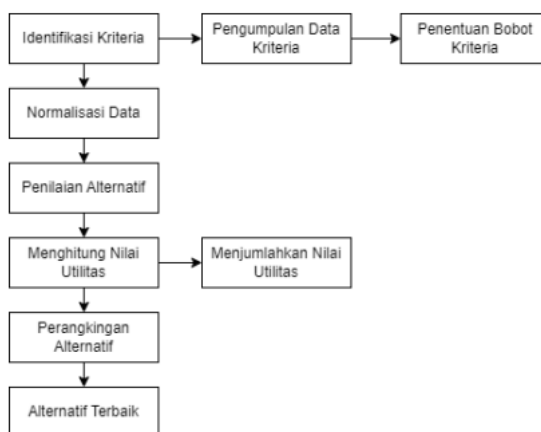 Identifikasi Kriteria
Pengumpulan Data
Kriteria
Penentuan Bobot
Kriteria
Normalisasi Data
Penilaian Alternatif
Menghitung Nilai
Utilitas
Menjumlahkan Nilai
Utilitas
Perangkingan
Alternatif
Alternatif Terbaik